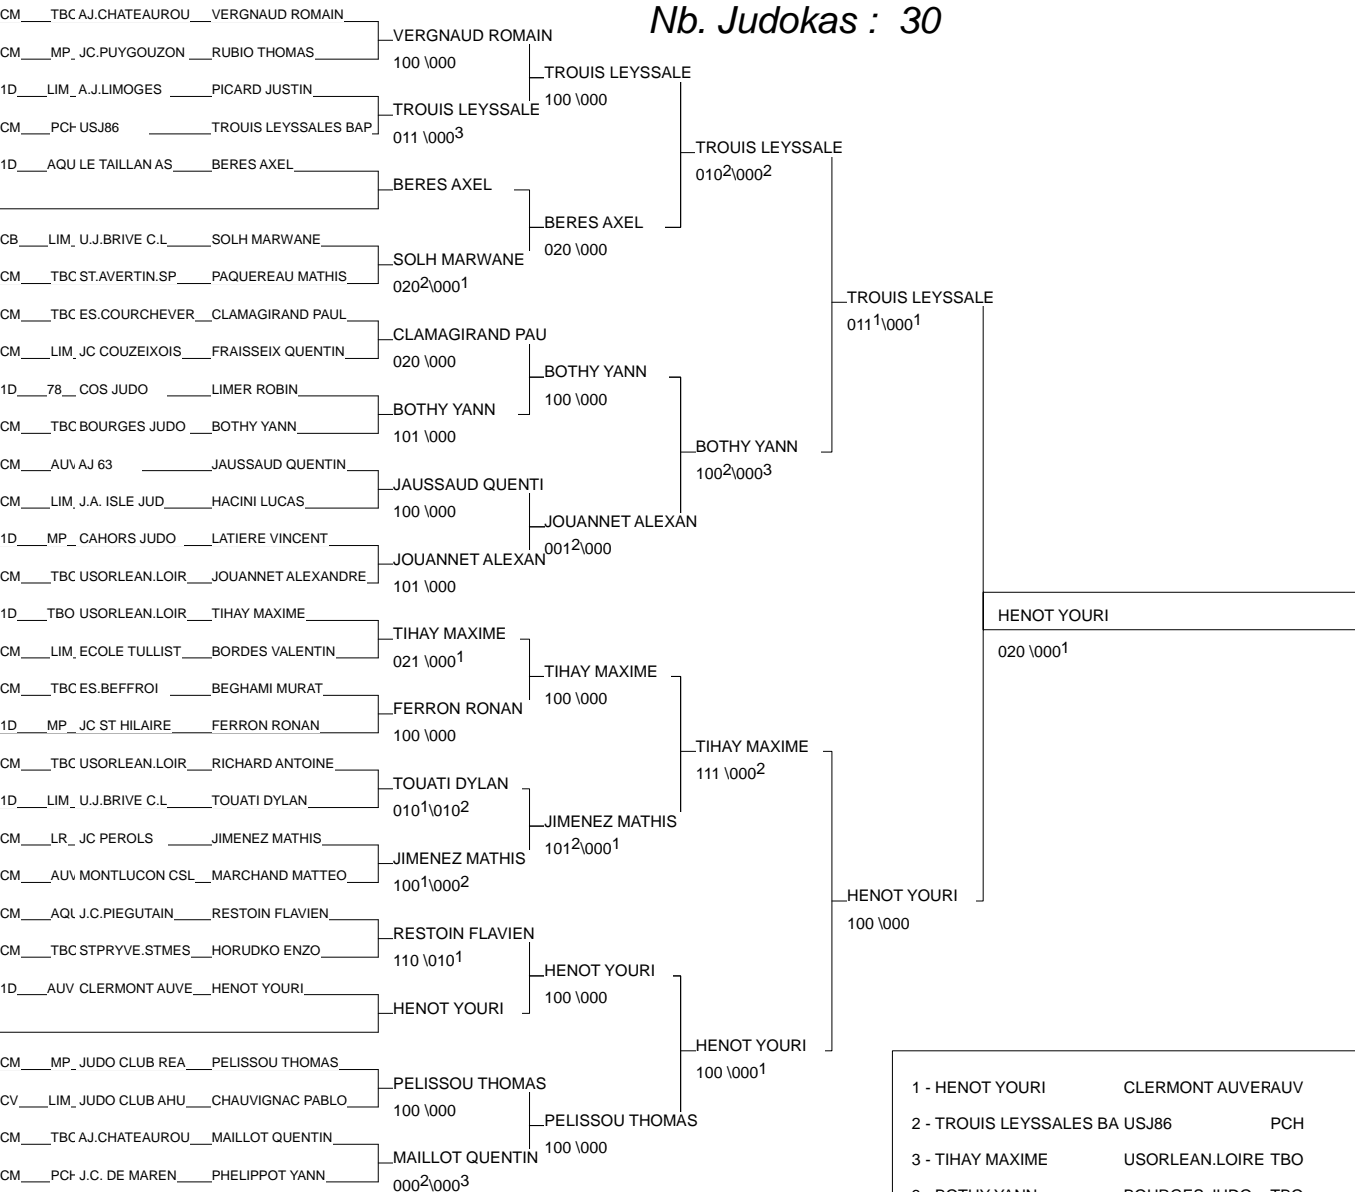 Nb. Judokas : 30
CM TBO AJ.CHATEAUROU VERGNAUD ROMAIN
CM MP JC.PUYGOUZON RUBIO THOMAS
1D LIM A.J.LIMOGES PICARD JUSTIN
CM PCH USJ86 TROUIS LEYSSALES BAP
1D AQU LE TAILLAN AS BERES AXEL
CB LIM U.J.BRIVE C.L SOLH MARWANE
CM TBO ST.AVERTIN.SP PAQUEREAU MATHIS
CM TBO ES.COURCHEVER CLAMAGIRAND PAUL
CM LIM JC COUZEIXOIS FRAISSEIX QUENTIN
1D 78 COS JUDO LIMER ROBIN
CM TBO BOURGES JUDO BOTHY YANN
CM AUV AJ 63 JAUSSAUD QUENTIN
CM LIM J.A. ISLE JUD HACINI LUCAS
1D MP CAHORS JUDO LATIERE VINCENT
CM TBO USORLEAN.LOIR JOUANNET ALEXANDRE
1D TBO USORLEAN.LOIR TIHAY MAXIME
CM LIM ECOLE TULLIST BORDES VALENTIN
CM TBO ES.BEFFROI BEGHAMI MURAT
1D MP JC ST HILAIRE FERRON RONAN
CM TBO USORLEAN.LOIR RICHARD ANTOINE
1D LIM U.J.BRIVE C.L TOUATI DYLAN
CM LR JC PEROLS JIMENEZ MATHIS
CM AUV MONTLUCON CSL MARCHAND MATTEO
CM AQU J.C.PIEGUTAIN RESTOIN FLAVIEN
CM TBO STPRYVE.STMES HORUDKO ENZO
1D AUV CLERMONT AUVE HENOT YOURI
CM MP JUDO CLUB REA PELISSOU THOMAS
CV LIM JUDO CLUB AHU CHAUVIGNAC PABLO
CM TBO AJ.CHATEAUROU MAILLOT QUENTIN
CM PCH J.C. DE MAREN PHELIPPOT YANN
VERGNAUD ROMAIN
100 \000
TROUIS LEYSSALE
011 \000³
BERES AXEL
SOLH MARWANE
020²\000¹
CLAMAGIRAND PAU
020 \000
BOTHY YANN
101 \000
JAUSSAUD QUENTI
100 \000
JOUANNET ALEXAN
101 \000
TIHAY MAXIME
021 \000¹
FERRON RONAN
100 \000
TOUATI DYLAN
010¹\010²
JIMENEZ MATHIS
100¹\000²
RESTOIN FLAVIEN
110 \010¹
HENOT YOURI
PELISSOU THOMAS
100 \000
MAILLOT QUENTIN
000²\000³
TROUIS LEYSSALE
100 \000
BERES AXEL
020 \000
BOTHY YANN
100 \000
JOUANNET ALEXAN
001²\000
TIHAY MAXIME
100 \000
JIMENEZ MATHIS
101²\000¹
HENOT YOURI
100 \000
PELISSOU THOMAS
100 \000
TROUIS LEYSSALE
010²\000²
BOTHY YANN
100²\000³
TIHAY MAXIME
111 \000²
HENOT YOURI
100 \000¹
TROUIS LEYSSALE
011¹\000¹
HENOT YOURI
100 \000
HENOT YOURI
020 \000¹
1 - HENOT YOURI CLERMONT AUVERAUV
2 - TROUIS LEYSSALES BA USJ86 PCH
3 - TIHAY MAXIME USORLEAN.LOIRE TBO
3 - BOTHY YANN BOURGES JUDO TBO